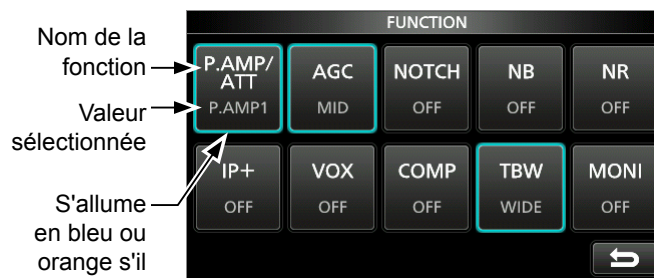 FUNCTION
Nom de la
fonction
Valeur
sélectionnée
S'allume
en bleu ou
orange s'il
P.AMP/
ATT
P.AMP1
AGC
MID
NOTCH
OFF
NB
OFF
NR
OFF
IP+
OFF
VOX
OFF
COMP
OFF
TBW
WIDE
MONI
OFF